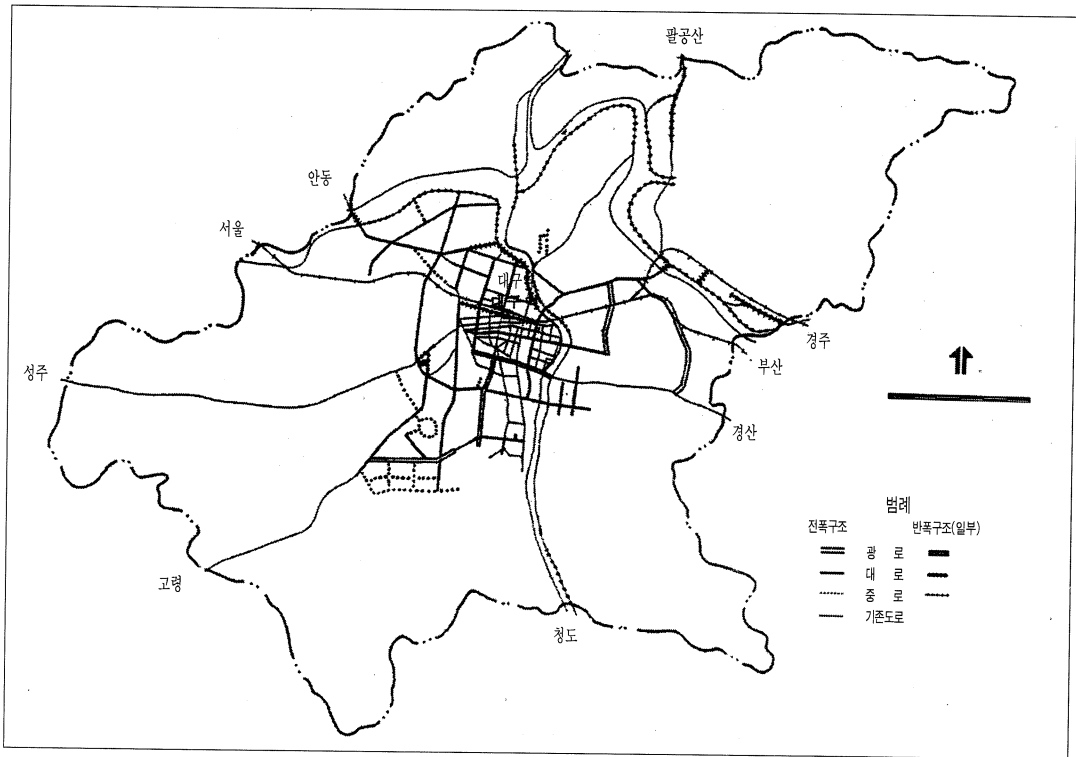 팔공산
안동
서울
대구
경주
부산
성주
경산
범례
전폭구조 반폭구조(일부)
광 로
대 로
중 로
기존도로
고령
청도